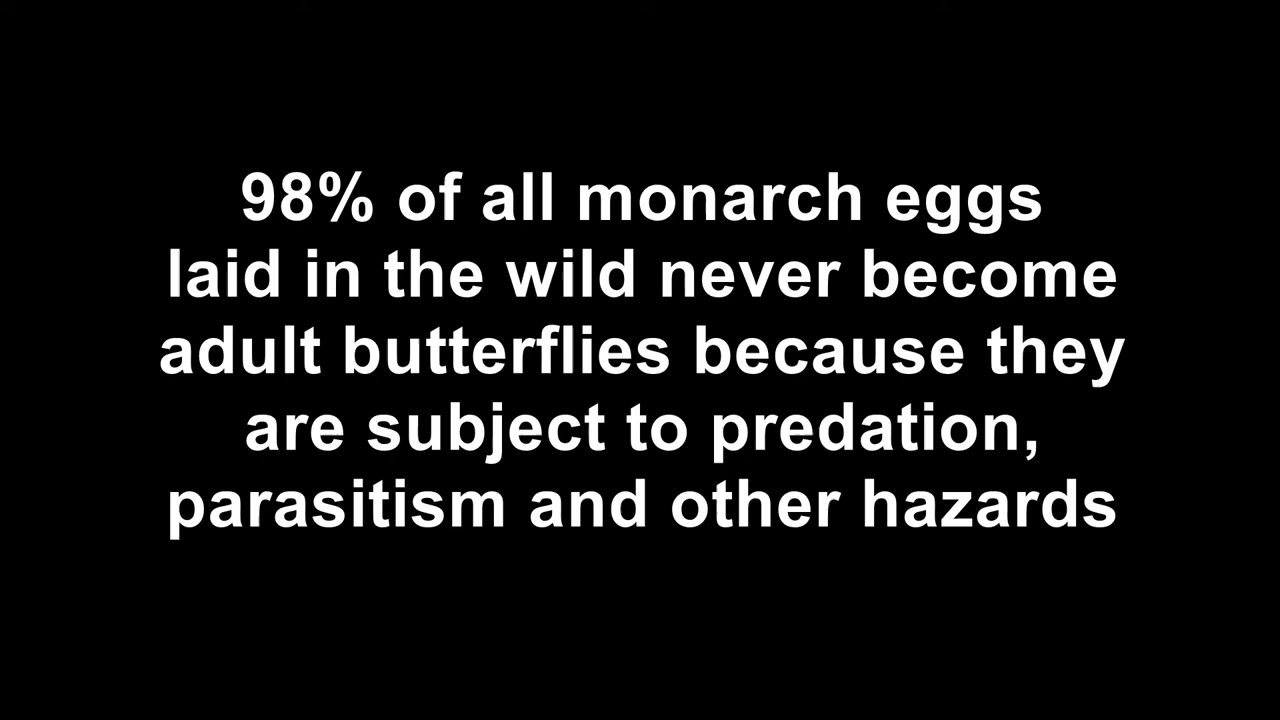 98% of all monarch eggs
laid in the wild never become
adult butterflies because they
are subject to predation,
parasitism and other hazards